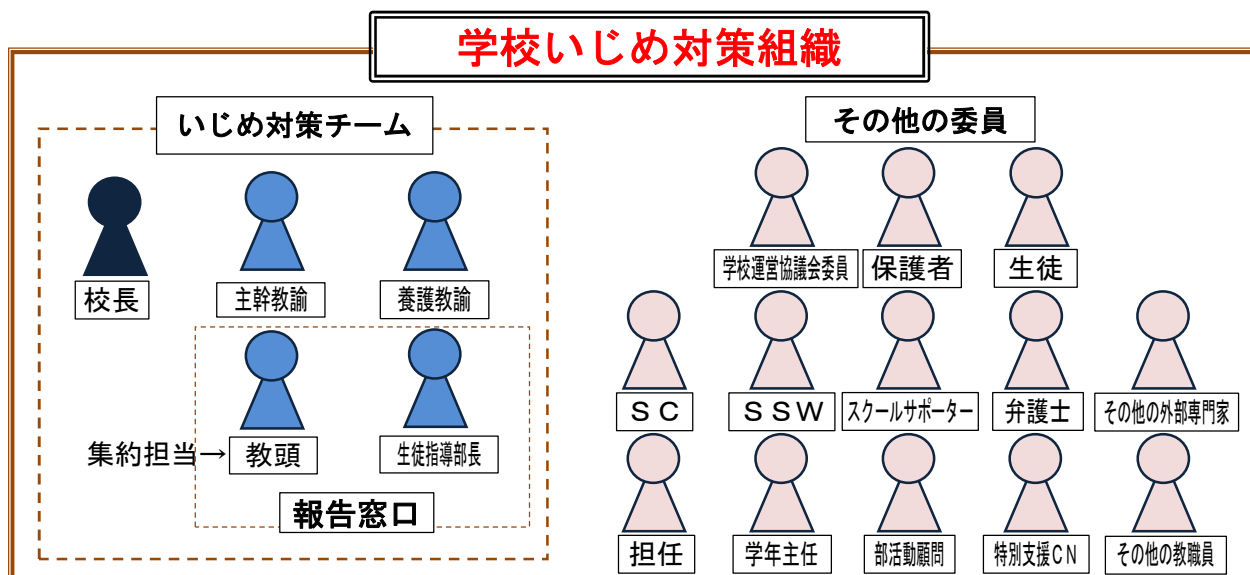 学校いじめ対策組織
いじめ対策チーム
校長
主幹教諭
養護教諭
集約担当→
教頭
生徒指導部長
報告窓口
その他の委員
学校運営協議会委員
保護者
生徒
ＳＣ
ＳＳＷ
スクールサポーター
弁護士
その他の外部専門家
担任
学年主任
部活動顧問
特別支援ＣＮ
その他の教職員